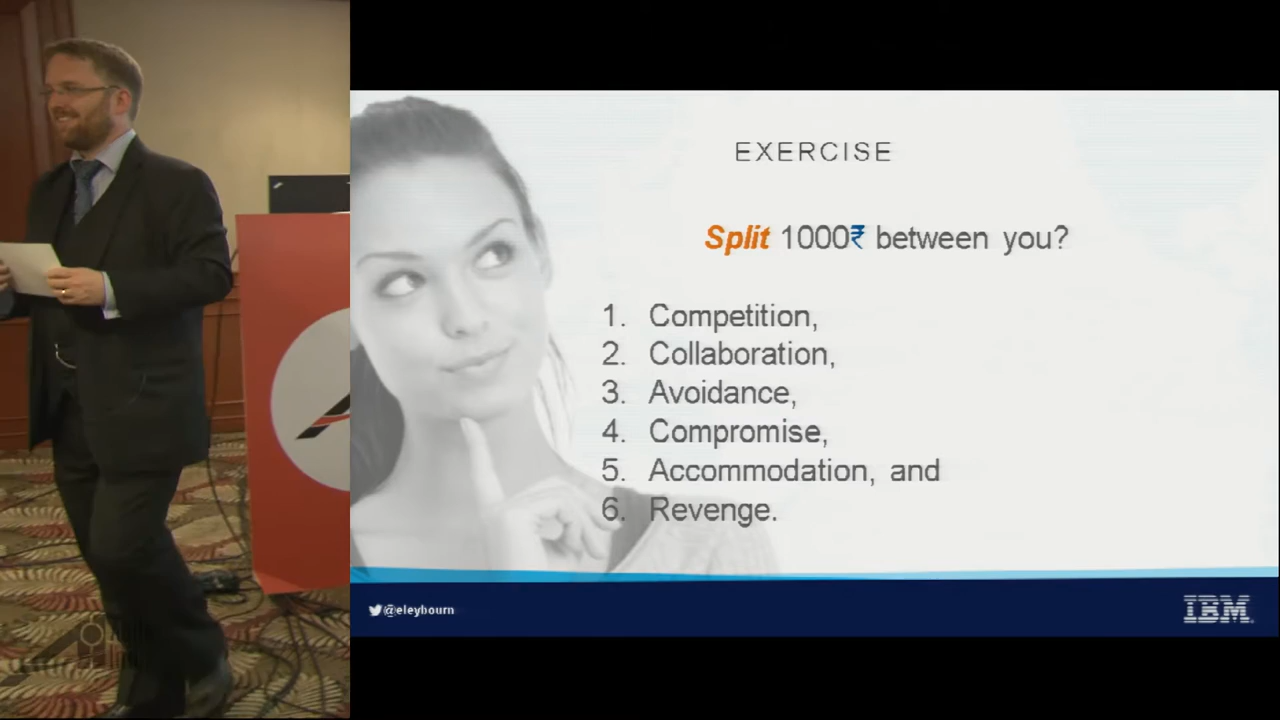 EXERCISE
Split 1000₹ between you?
1. Competition,
2. Collaboration,
3. Avoidance,
4. Compromise,
5. Accommodation, and
6. Revenge.
@eleybourn
IBM